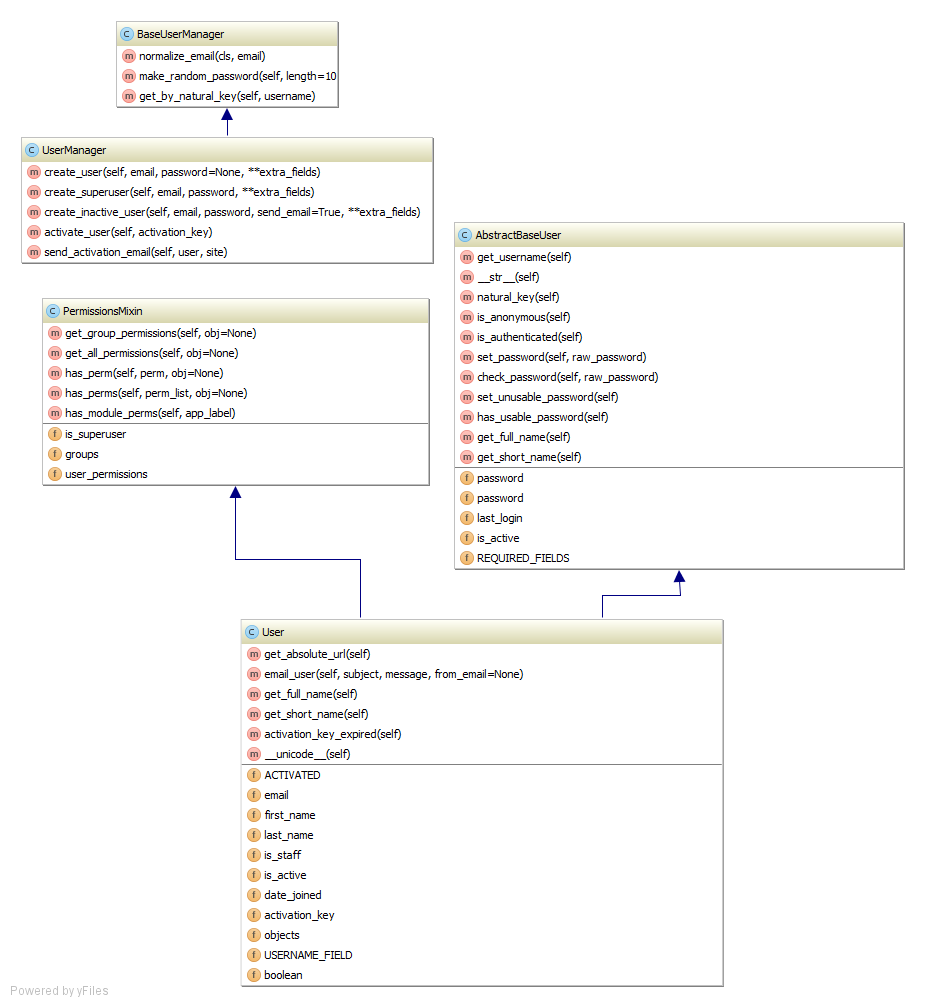 BaseUserManager
normalize_email(cls, email)
make_random_password(self, length=10
get_by_natural_key(self, username)
UserManager
create_user(self, email, password=None, **extra_fields)
create_superuser(self, email, password, **extra_fields)
create_inactive_user(self, email, password, send_email=True, **extra_fields)
activate_user(self, activation_key)
send_activation_email(self, user, site)
AbstractBaseUser
get_username(self)
__str__(self)
natural_key(self)
is_anonymous(self)
is_authenticated(self)
set_password(self, raw_password)
check_password(self, raw_password)
set_unusable_password(self)
has_usable_password(self)
get_full_name(self)
get_short_name(self)
password
password
last_login
is_active
REQUIRED_FIELDS
PermissionsMixin
get_group_permissions(self, obj=None)
get_all_permissions(self, obj=None)
has_perm(self, perm, obj=None)
has_perms(self, perm_list, obj=None)
has_module_perms(self, app_label)
is_superuser
groups
user_permissions
User
get_absolute_url(self)
email_user(self, subject, message, from_email=None)
get_full_name(self)
get_short_name(self)
activation_key_expired(self)
__unicode__(self)
ACTIVATED
email
first_name
last_name
is_staff
is_active
date_joined
activation_key
objects
USERNAME_FIELD
boolean
Powered by yFiles